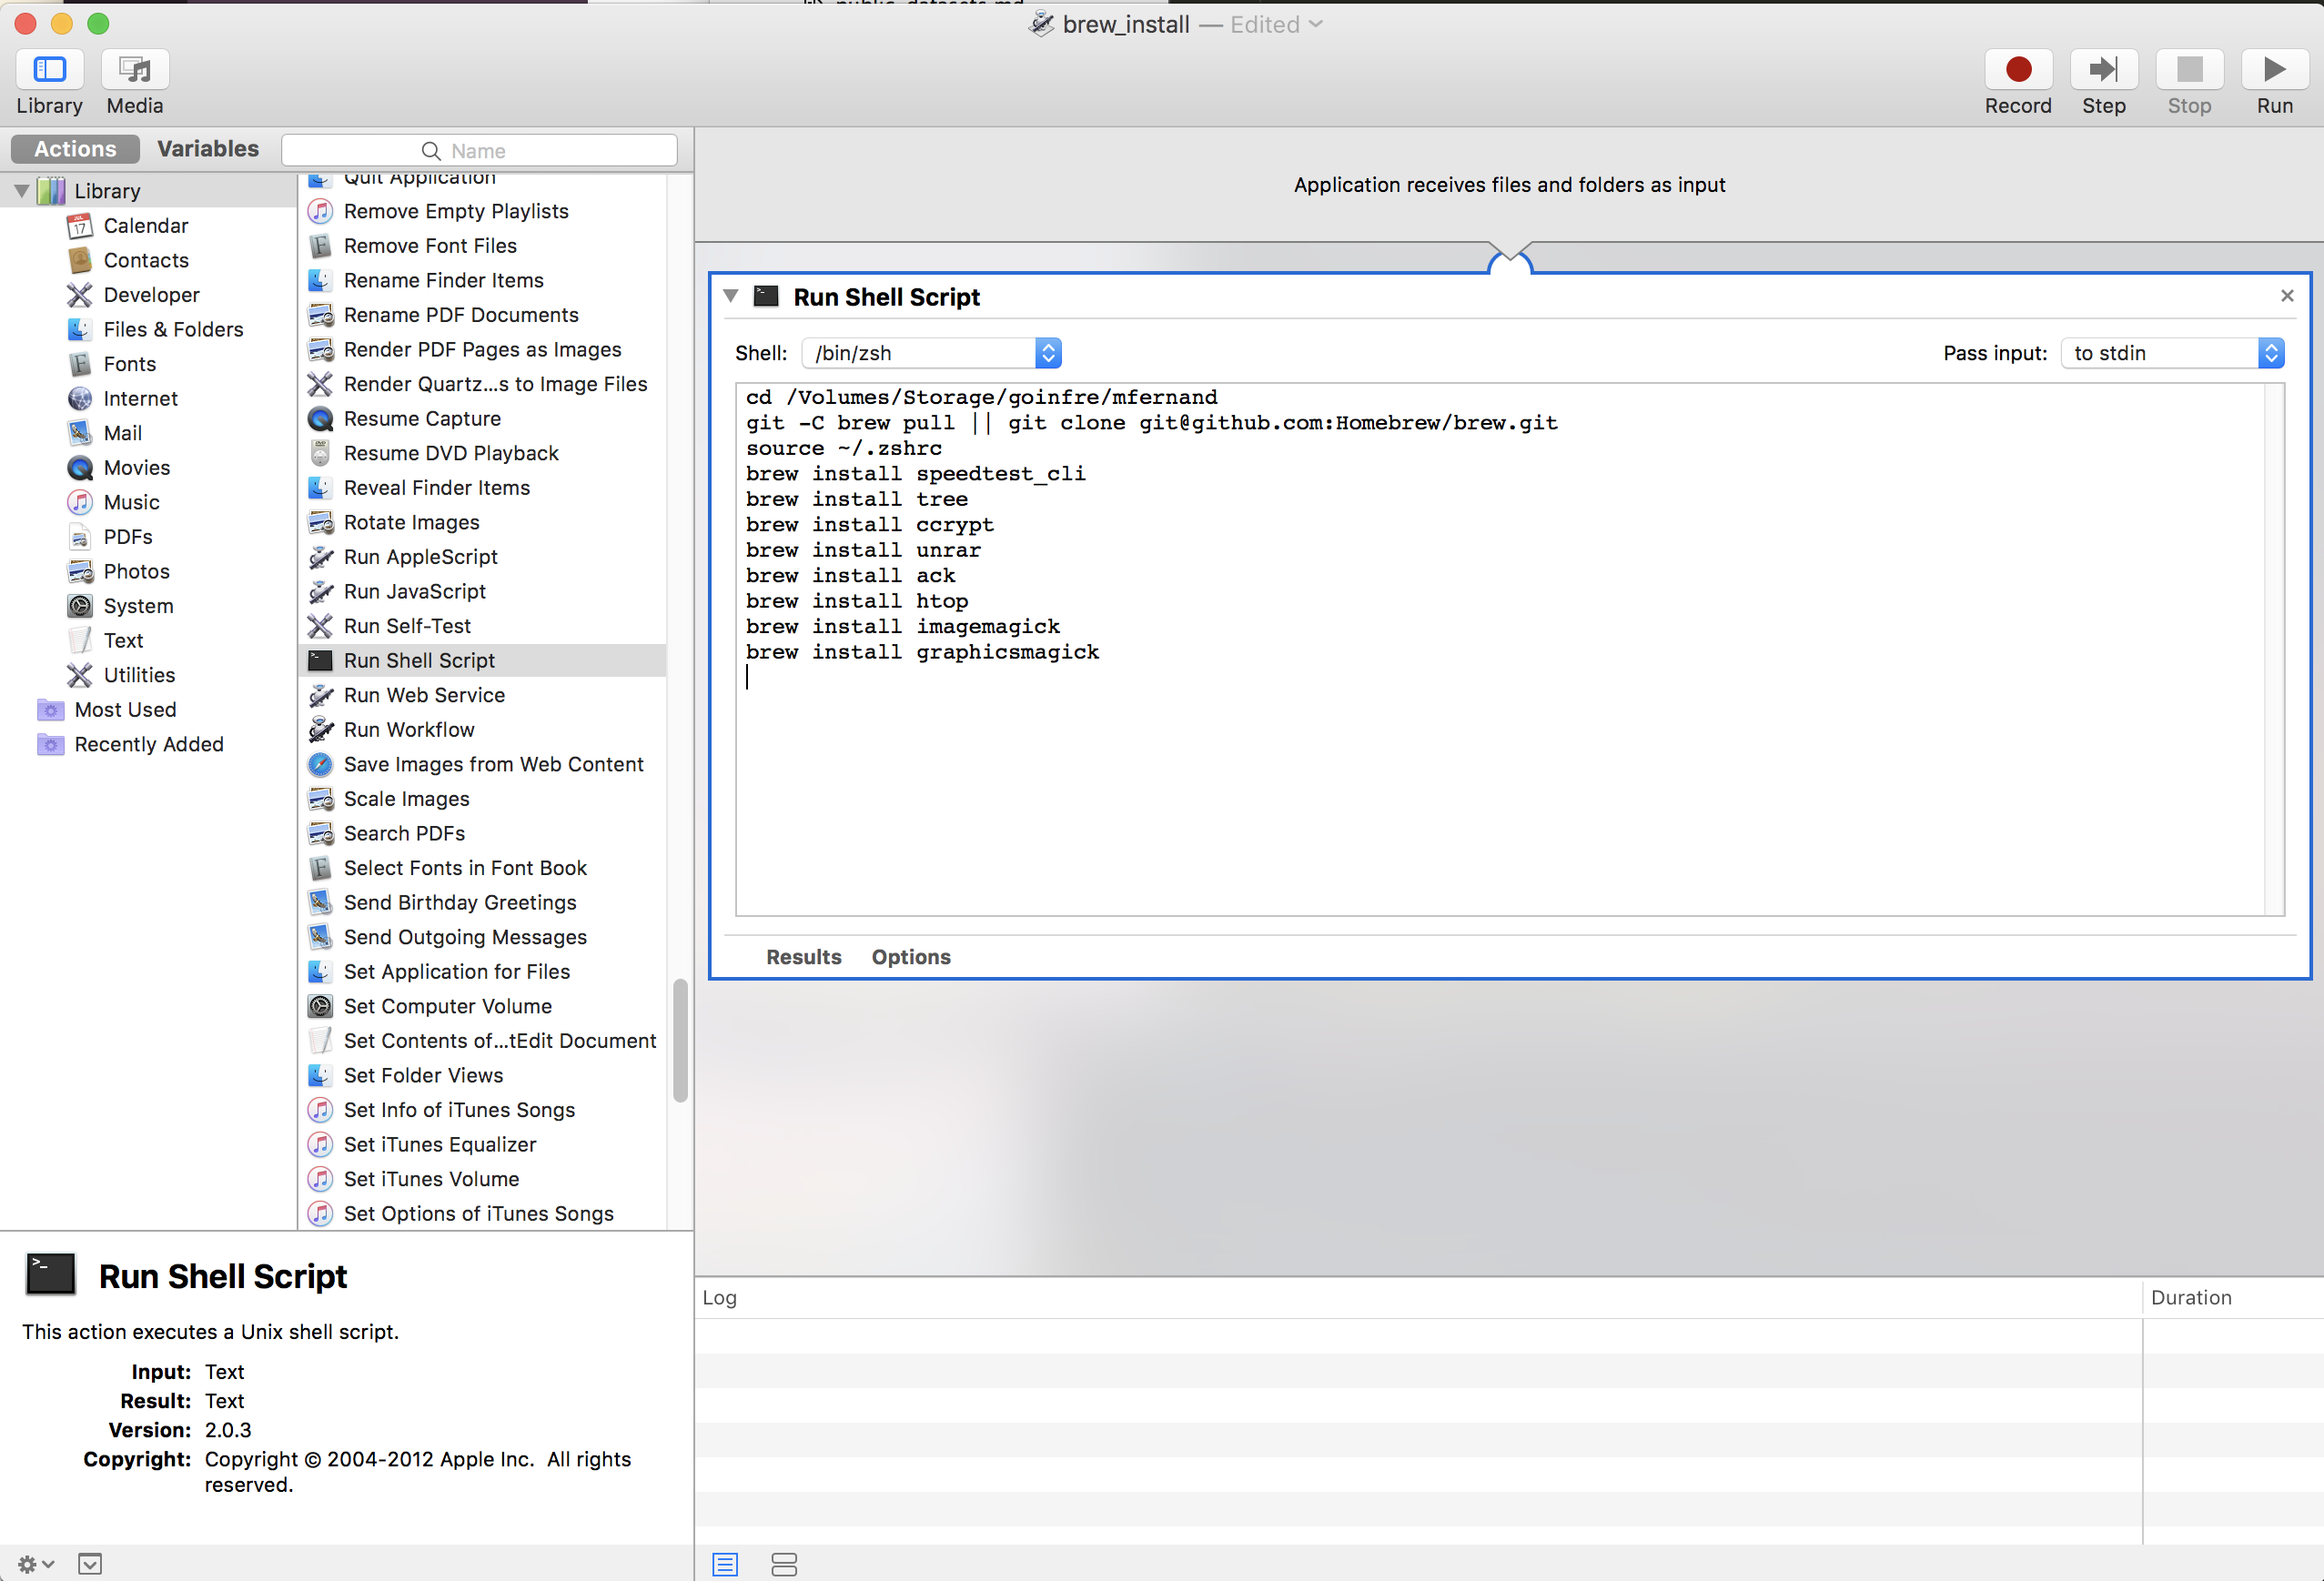 brew_install — Edited
Library
Media
Record
Step
Stop
Run
Actions
Variables
Name
Library
Calendar
Contacts
Developer
Files & Folders
Fonts
Internet
Mail
Movies
Music
PDFs
Photos
System
Text
Utilities
Most Used
Recently Added
Quit Application
Remove Empty Playlists
Remove Font Files
Rename Finder Items
Rename PDF Documents
Render PDF Pages as Images
Render Quartz...s to Image Files
Resume Capture
Resume DVD Playback
Reveal Finder Items
Rotate Images
Run AppleScript
Run JavaScript
Run Self-Test
Run Shell Script
Run Web Service
Run Workflow
Save Images from Web Content
Scale Images
Search PDFs
Select Fonts in Font Book
Send Birthday Greetings
Send Outgoing Messages
Set Application for Files
Set Computer Volume
Set Contents of...tEdit Document
Set Folder Views
Set Info of iTunes Songs
Set iTunes Equalizer
Set iTunes Volume
Set Options of iTunes Songs
Run Shell Script
This action executes a Unix shell script.
Input: Text
Result: Text
Version: 2.0.3
Copyright: Copyright © 2004-2012 Apple Inc. All rights
reserved.
Application receives files and folders as input
Run Shell Script
Shell: /bin/zsh
Pass input: to stdin
cd /Volumes/Storage/goinfre/mfernand
git -C brew pull || git clone git@github.com:Homebrew/brew.git
source ~/.zshrc
brew install speedtest_cli
brew install tree
brew install ccrypt
brew install unrar
brew install ack
brew install htop
brew install imagemagick
brew install graphicsmagick
Results
Options
Log
Duration